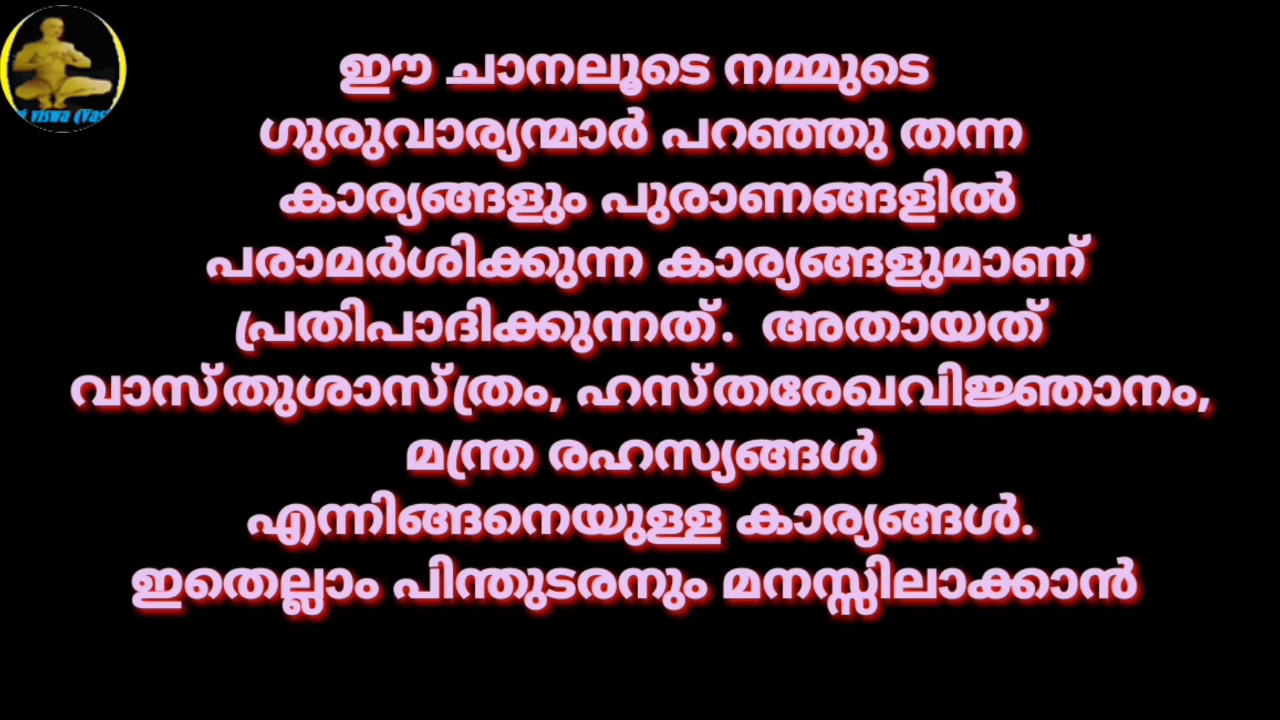 ഈ ചാനലൂടെ നമ്മുടെ
ഗുരുവാര്യന്മാർ പറഞ്ഞു തന്ന
കാര്യങ്ങളും പുരാണങ്ങളിൽ
പരാമർശിക്കുന്ന കാര്യങ്ങളുമാണ്
പ്രതിപാദിക്കുന്നത്. അതായത്
വാസ്തുശാസ്ത്രം, ഹസ്തരേഖവിജ്ഞാനം,
മന്ത്ര രഹസ്യങ്ങൾ
എന്നിങ്ങനെയുള്ള കാര്യങ്ങൾ.
ഇതെല്ലാം പിന്തുടരനും മനസ്സിലാക്കാൻ
viswa